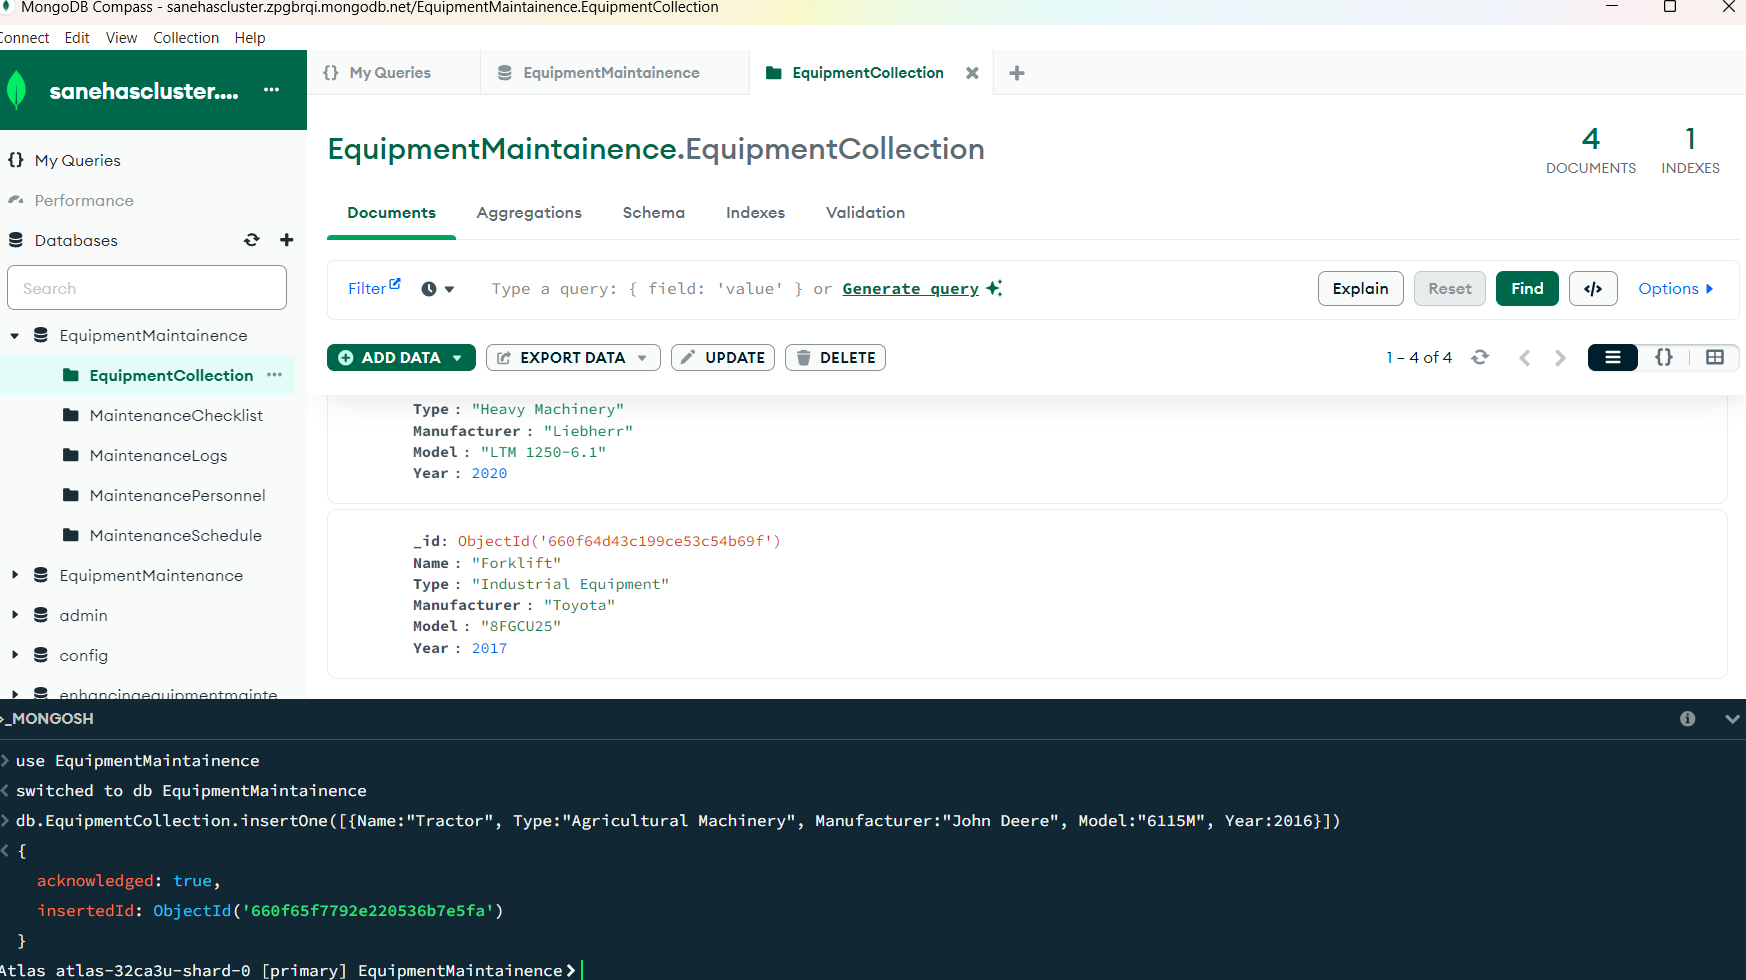 MongoDB Compass - sanehascluster.zpgbrqi.mongodb.net/EquipmentMaintainence.EquipmentCollection
Connect Edit View Collection Help
sanehascluster.... ···
{} My Queries
EquipmentMaintainence
EquipmentCollection
{} My Queries
Performance
Databases
Search
EquipmentMaintainence
EquipmentCollection ···
MaintenanceChecklist
MaintenanceLogs
MaintenancePersonnel
MaintenanceSchedule
EquipmentMaintenance
admin
config
enhancingequipmentmainte
EquipmentMaintainence.EquipmentCollection
4 DOCUMENTS
1 INDEXES
Documents Aggregations Schema Indexes Validation
Filter Type a query: { field: 'value' } or Generate query Explain Reset Find </> Options
ADD DATA EXPORT DATA UPDATE DELETE 1 – 4 of 4 {}
Type : "Heavy Machinery"
Manufacturer : "Liebherr"
Model : "LTM 1250-6.1"
Year : 2020
_id: ObjectId('660f64d43c199ce53c54b69f')
Name : "Forklift"
Type : "Industrial Equipment"
Manufacturer : "Toyota"
Model : "8FGCU25"
Year : 2017
>_MONGOSH
> use EquipmentMaintainence
< switched to db EquipmentMaintainence
> db.EquipmentCollection.insertOne([{Name:"Tractor", Type:"Agricultural Machinery", Manufacturer:"John Deere", Model:"6115M", Year:2016}])
< {
acknowledged: true,
insertedId: ObjectId('660f65f7792e220536b7e5fa')
}
Atlas atlas-32ca3u-shard-0 [primary] EquipmentMaintainence>